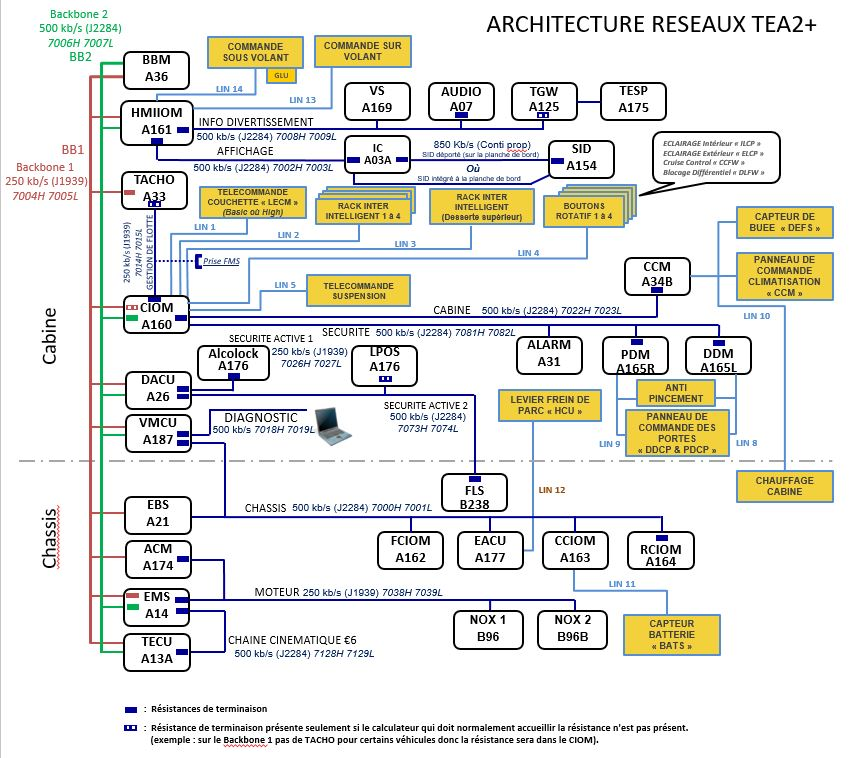 ARCHITECTURE RESEAUX TEA2+
Backbone 2
500 kb/s (J2284)
7006H 7007L
BB2
BBM
A36
COMMANDE
SOUS VOLANT
GLU
COMMANDE SUR
VOLANT
LIN 14
LIN 13
HMIIOM
A161
VS
A169
AUDIO
A07
TGW
A125
TESP
A175
INFO DIVERTISSEMENT
500 kb/s (J2284) 7008H 7009L
AFFICHAGE
500 kb/s (J2284) 7002H 7003L
IC
A03A
850 Kb/s (Conti prop)
SID déporté (sur la planche de bord)
Où
SID intégré à la planche de bord
SID
A154
ECLAIRAGE Intérieur « ILCP »
ECLAIRAGE Extérieur « ELCP »
Cruise Control « CCFW »
Blocage Différentiel « DLFW »
BB1
Backbone 1
250 kb/s (J1939)
7004H 7005L
TACHO
A33
TELECOMMANDE
COUCHETTE « LECM »
(Basic où High)
RACK INTER
INTELLIGENT 1 à 4
RACK INTER
INTELLIGENT
(Desserte supérieur)
BOUTONS
ROTATIF 1 à 4
LIN 1
LIN 2
LIN 3
LIN 4
LIN 5
250 kb/s (J1939)
7014H 7015L
GESTION DE FLOTTE
Prise FMS
TELECOMMANDE
SUSPENSION
CAPTEUR DE
BUEE « DEFS »
CCM
A34B
PANNEAU DE
COMMANDE
CLIMATISATION
« CCM »
LIN 10
Cabine
CIOM
A160
CABINE 500 kb/s (J2284) 7022H 7023L
SECURITE 500 kb/s (J2284) 7081H 7082L
SECURITE ACTIVE 1
250 kb/s (J1939)
7026H 7027L
Alcolock
A176
LPOS
A176
ALARM
A31
PDM
A165R
DDM
A165L
DACU
A26
SECURITE ACTIVE 2
500 kb/s (J2284)
7073H 7074L
LEVIER FREIN DE
PARC « HCU »
ANTI
PINCEMENT
PANNEAU DE
COMMANDE DES
PORTES
« DDCP & PDCP »
LIN 9
LIN 8
VMCU
A187
DIAGNOSTIC
500 kb/s 7018H 7019L
CHAUFFAGE
CABINE
FLS
B238
LIN 12
Chassis
EBS
A21
CHASSIS 500 kb/s (J2284) 7000H 7001L
FCIOM
A162
EACU
A177
CCIOM
A163
RCIOM
A164
ACM
A174
LIN 11
EMS
A14
MOTEUR 250 kb/s (J1939) 7038H 7039L
NOX 1
B96
NOX 2
B96B
CAPTEUR
BATTERIE
« BATS »
TECU
A13A
CHAINE CINEMATIQUE €6
500 kb/s (J2284) 7128H 7129L
: Résistances de terminaison
: Résistance de terminaison présente seulement si le calculateur qui doit normalement accueillir la résistance n'est pas présent.
(exemple : sur le Backbone 1 pas de TACHO pour certains véhicules donc la résistance sera dans le CIOM).